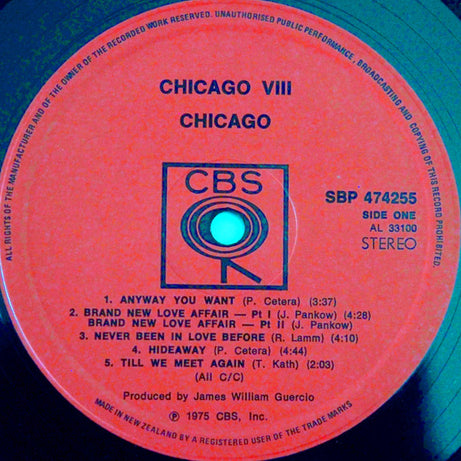 ALL RIGHTS OF THE MANUFACTURER AND OF THE OWNER OF THE RECORDED WORK RESERVED. UNAUTHORISED PUBLIC PERFORMANCE, BROADCASTING AND COPYING OF THIS RECORD PROHIBITED.
CHICAGO VIII
CHICAGO
CBS
SBP 474255
SIDE ONE
AL 33100
STEREO
1. ANYWAY YOU WANT (P. Cetera) (3:37)
2. BRAND NEW LOVE AFFAIR — Pt I (J. Pankow) (4:28)
BRAND NEW LOVE AFFAIR — Pt II (J. Pankow)
3. NEVER BEEN IN LOVE BEFORE (R. Lamm) (4:10)
4. HIDEAWAY (P. Cetera) (4:44)
5. TILL WE MEET AGAIN (T. Kath) (2:03)
(All C/C)
Produced by James William Guercio
℗ 1975 CBS, Inc.
MADE IN NEW ZEALAND BY A REGISTERED USER OF THE TRADE MARKS